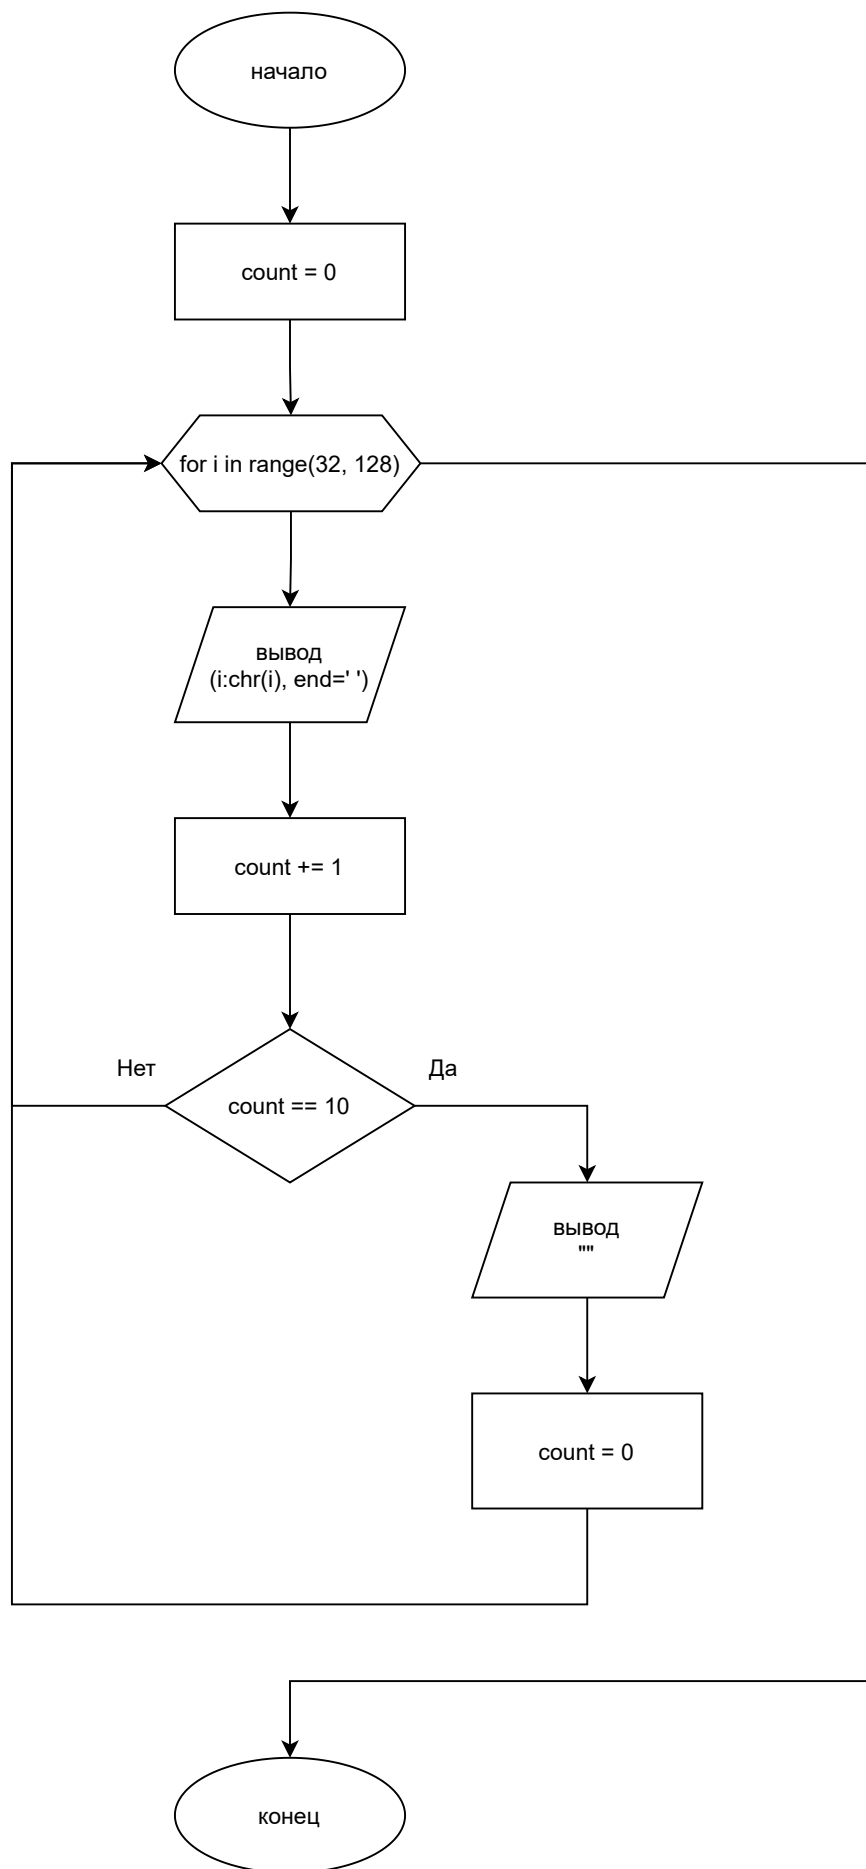 начало
count = 0
for i in range(32, 128)
вывод
(i:chr(i), end=' ')
count += 1
Нет
Да
count == 10
вывод
""
count = 0
конец